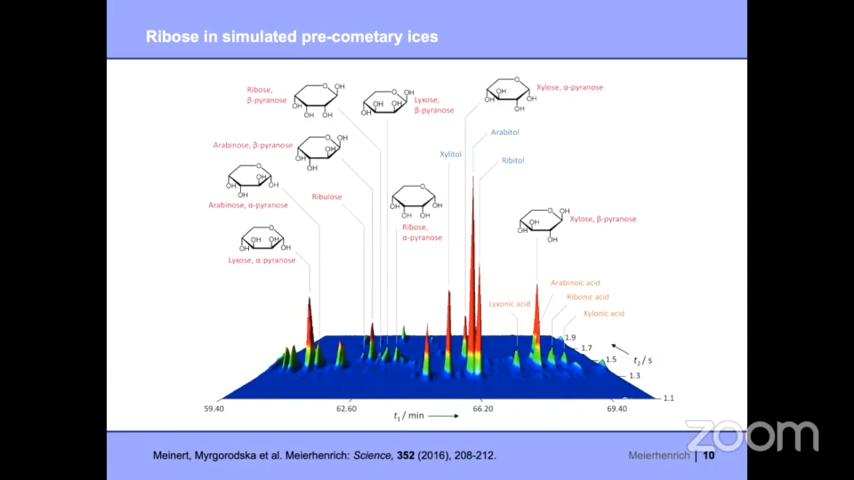 Ribose in simulated pre-cometary ices
Ribose,
β-pyranose
Lyxose,
β-pyranose
Xylose, α-pyranose
Arabinose, β-pyranose
Xylitol
Arabitol
Ribitol
Arabinose, α-pyranose
Ribulose
Ribose,
α-pyranose
Xylose, β-pyranose
Lyxose, α-pyranose
Lyxonic acid
Arabinoic acid
Ribonic acid
Xylonic acid
1.9
1.7
1.5
1.3
1.1
t₂ / s
59.40
62.60
66.20
69.40
t₁ / min
zoom
Meinert, Myrgorodska et al. Meierhenrich: Science, 352 (2016), 208-212.
Meierhenrich | 10